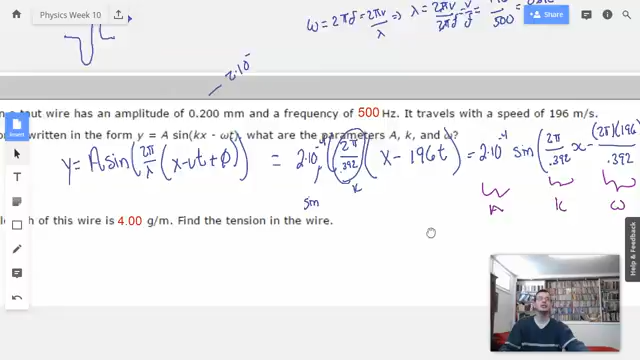 Physics Week 10
Share
ω = 2πf = 2πv/λ ⇒ λ = 2πv/2πf = v/f =
500
2·10⁻
taut wire has an amplitude of 0.200 mm and a frequency of 500 Hz. It travels with a speed of 196 m/s.
written in the form y = A sin(kx - ωt), what are the parameters A, k, and ω?
y = A sin(2π/λ (x - vt + φ) = 2·10⁻⁴ (2π/.392 (x - 196t) = 2·10⁻⁴ sin(2π/.392 x - (2π)(196)/.392
sin
k
A
k
ω
of this wire is 4.00 g/m. Find the tension in the wire.
Insert
Help & Feedback